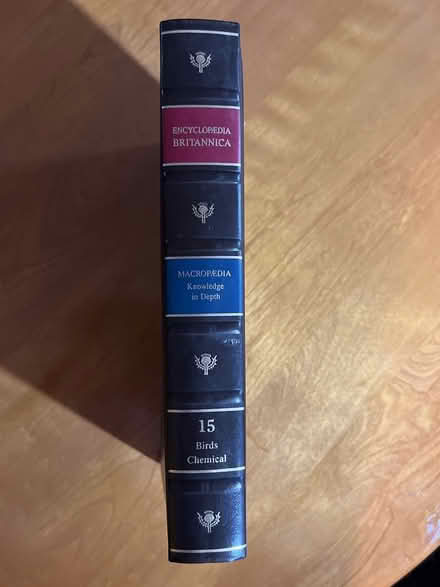 ENCYCLOPÆDIA
BRITANNICA
MACROPÆDIA
Knowledge
in Depth
15
Birds
Chemical